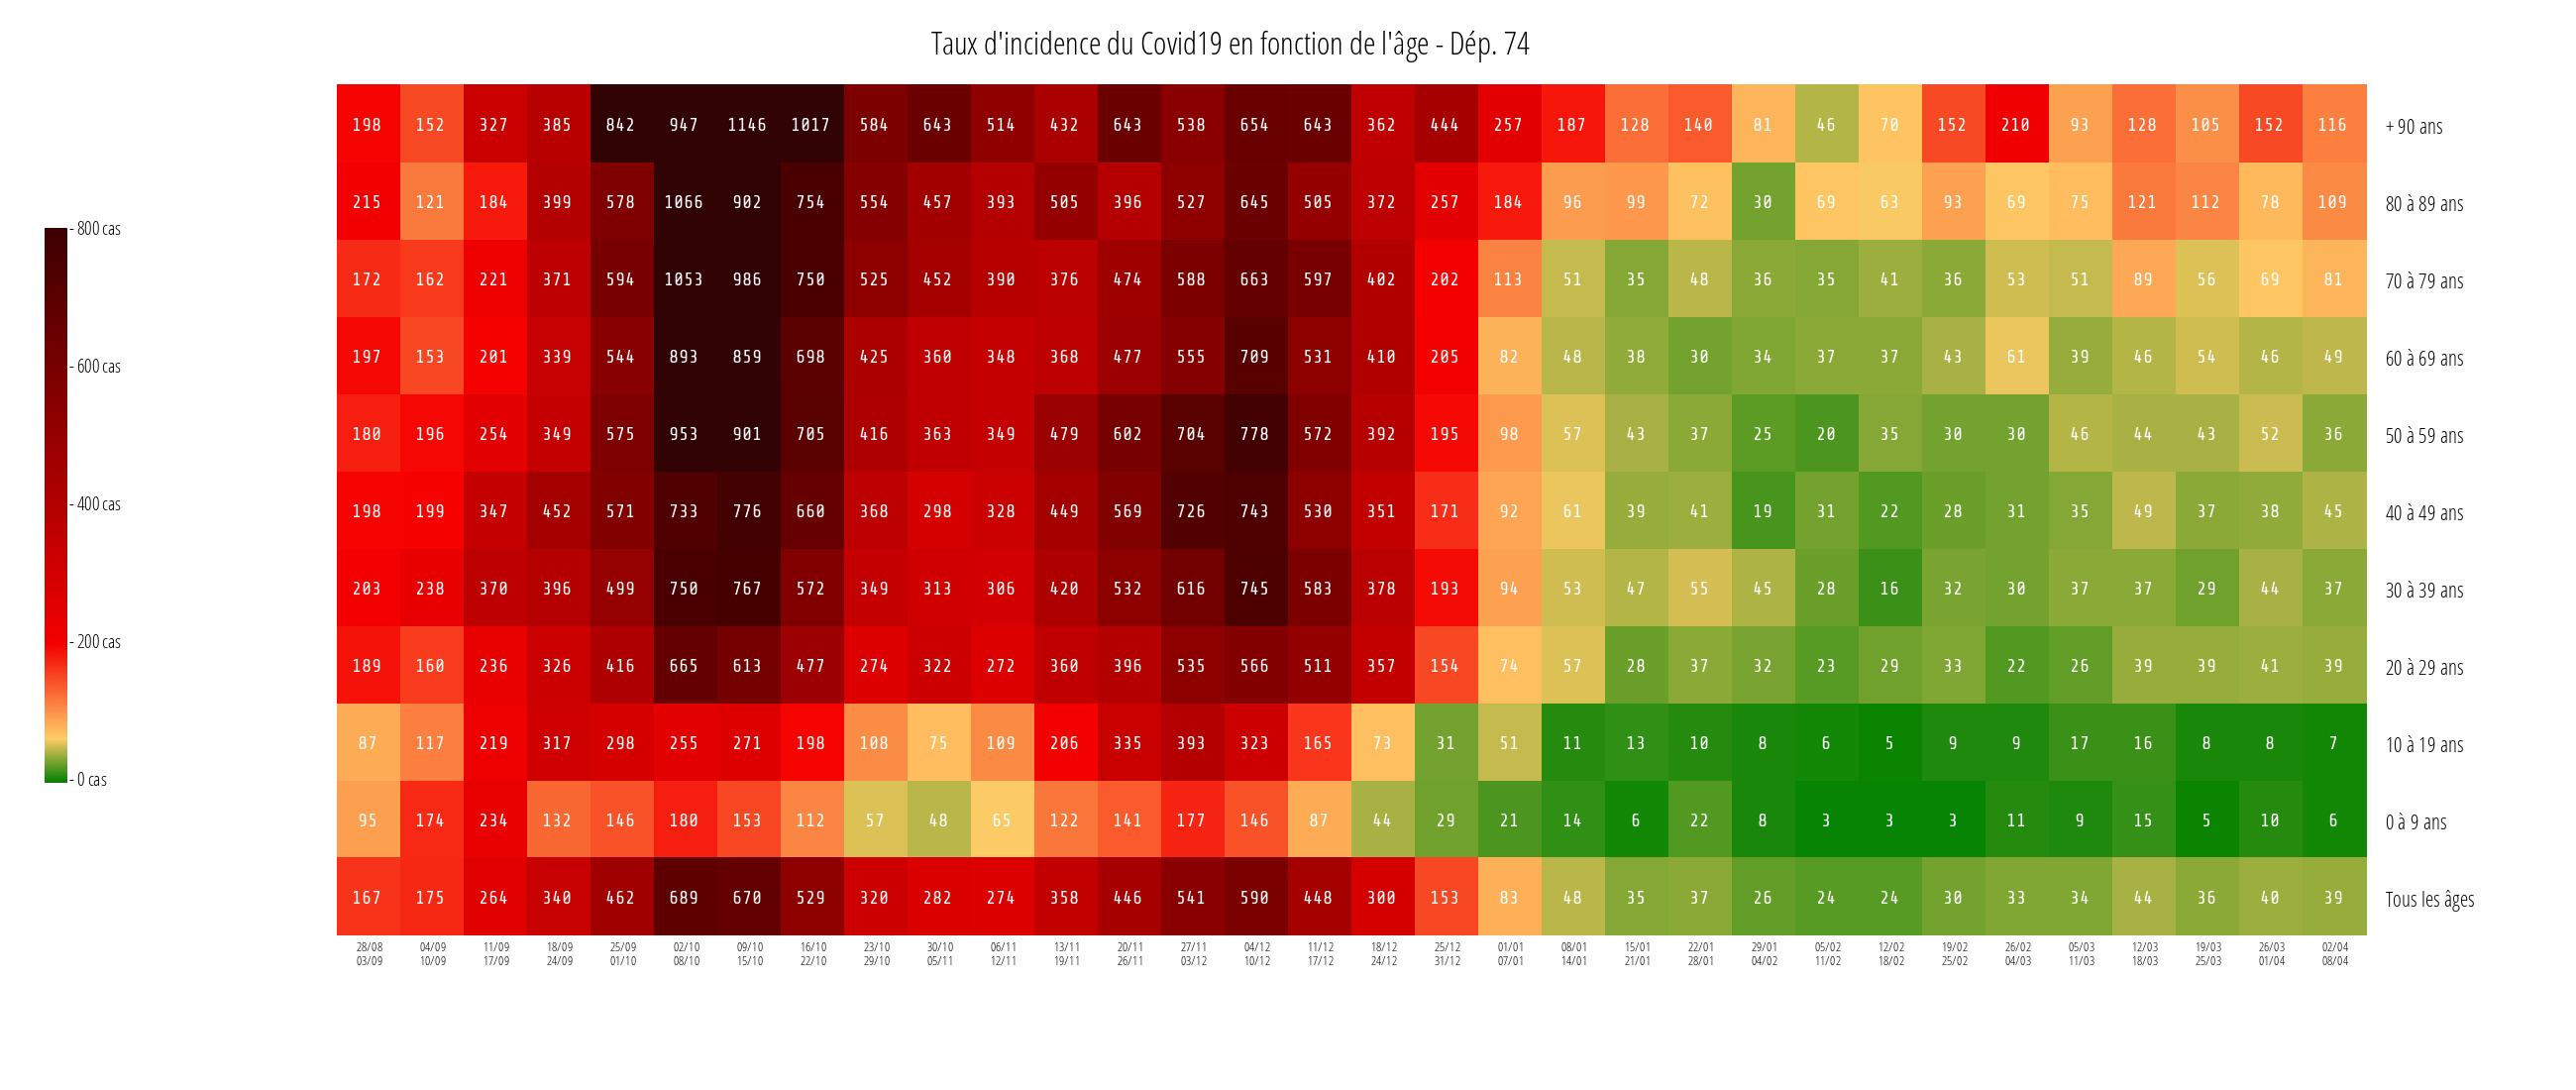 Taux d'incidence du Covid19 en fonction de l'âge - Dép. 74
198 152 327 385 842 947 1146 1017 584 643 514 432 643 538 654 643 362 444 257 187 128 140 81 46 70 152 210 93 128 105 152 116 + 90 ans
215 121 184 399 578 1066 902 754 554 457 393 505 396 527 645 505 372 257 184 96 99 72 30 69 63 93 69 75 121 112 78 109 80 à 89 ans
- 800 cas
172 162 221 371 594 1053 986 750 525 452 390 376 474 588 663 597 402 202 113 51 35 48 36 35 41 36 53 51 89 56 69 81 70 à 79 ans
197 153 201 339 544 893 859 698 425 360 348 368 477 555 709 531 410 205 82 48 38 30 34 37 37 43 61 39 46 54 46 49 60 à 69 ans
- 600 cas
180 196 254 349 575 953 901 705 416 363 349 479 602 704 778 572 392 195 98 57 43 37 25 20 35 30 30 46 44 43 52 36 50 à 59 ans
- 400 cas
198 199 347 452 571 733 776 660 368 298 328 449 569 726 743 530 351 171 92 61 39 41 19 31 22 28 31 35 49 37 38 45 40 à 49 ans
203 238 370 396 499 750 767 572 349 313 306 420 532 616 745 583 378 193 94 53 47 55 45 28 16 32 30 37 37 29 44 37 30 à 39 ans
- 200 cas
189 160 236 326 416 665 613 477 274 322 272 360 396 535 566 511 357 154 74 57 28 37 32 23 29 33 22 26 39 39 41 39 20 à 29 ans
87 117 219 317 298 255 271 198 108 75 109 206 335 393 323 165 73 31 51 11 13 10 8 6 5 9 9 17 16 8 8 7 10 à 19 ans
- 0 cas
95 174 234 132 146 180 153 112 57 48 65 122 141 177 146 87 44 29 21 14 6 22 8 3 3 3 11 9 15 5 10 6 0 à 9 ans
167 175 264 340 462 689 670 529 320 282 274 358 446 541 590 448 300 153 83 48 35 37 26 24 24 30 33 34 44 36 40 39 Tous les âges
28/08 04/09 11/09 18/09 25/09 02/10 09/10 16/10 23/10 30/10 06/11 13/11 20/11 27/11 04/12 11/12 18/12 25/12 01/01 08/01 15/01 22/01 29/01 05/02 12/02 19/02 26/02 05/03 12/03 19/03 26/03 02/04
03/09 10/09 17/09 24/09 01/10 08/10 15/10 22/10 29/10 05/11 12/11 19/11 26/11 03/12 10/12 17/12 24/12 31/12 07/01 14/01 21/01 28/01 04/02 11/02 18/02 25/02 04/03 11/03 18/03 25/03 01/04 08/04